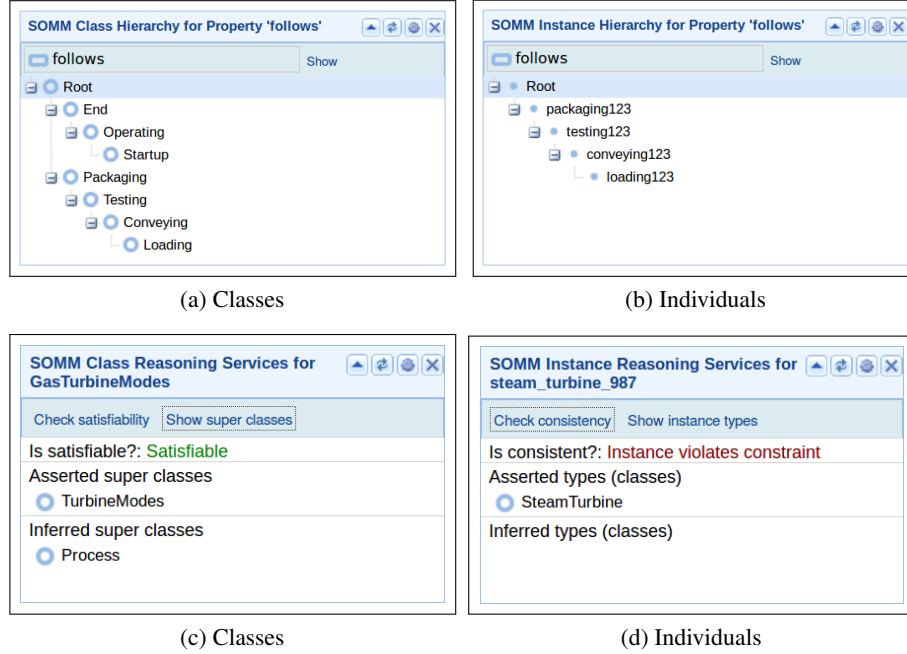 SOMM Class Hierarchy for Property 'follows'
follows
Show
Root
End
Operating
Startup
Packaging
Testing
Conveying
Loading
(a) Classes
SOMM Instance Hierarchy for Property 'follows'
follows
Show
Root
packaging123
testing123
conveying123
loading123
(b) Individuals
SOMM Class Reasoning Services for
GasTurbineModes
Check satisfiability Show super classes
Is satisfiable?: Satisfiable
Asserted super classes
TurbineModes
Inferred super classes
Process
(c) Classes
SOMM Instance Reasoning Services for
steam_turbine_987
Check consistency Show instance types
Is consistent?: Instance violates constraint
Asserted types (classes)
SteamTurbine
Inferred types (classes)
(d) Individuals